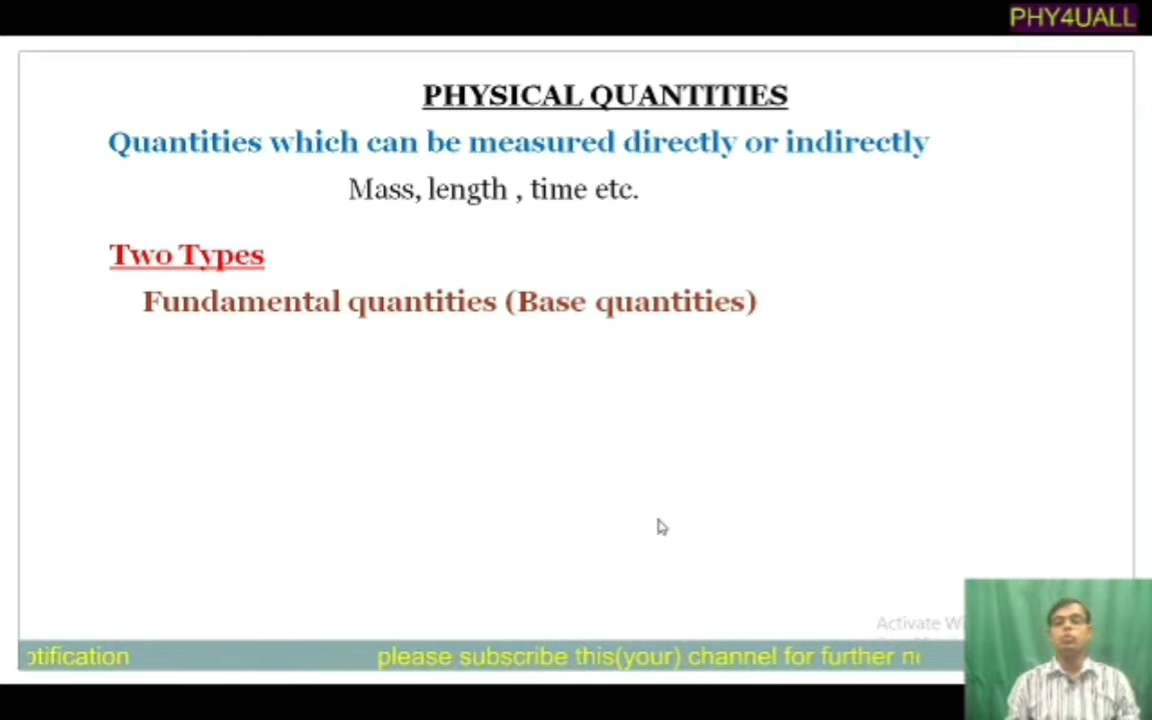 PHY4UALL
PHYSICAL QUANTITIES
Quantities which can be measured directly or indirectly
Mass, length , time etc.
Two Types
Fundamental quantities (Base quantities)
Activate
please subscribe this(your) channel for further